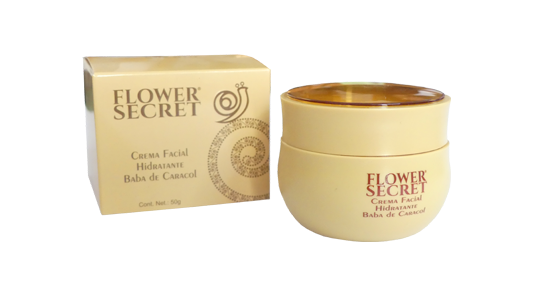 FLOWER®
SECRET
CREMA FACIAL
HIDRATANTE
BABA DE CARACOL
Cont. Net.: 50g
FLOWER
SECRET
CREMA FACIAL
HIDRATANTE
BABA DE CARACOL